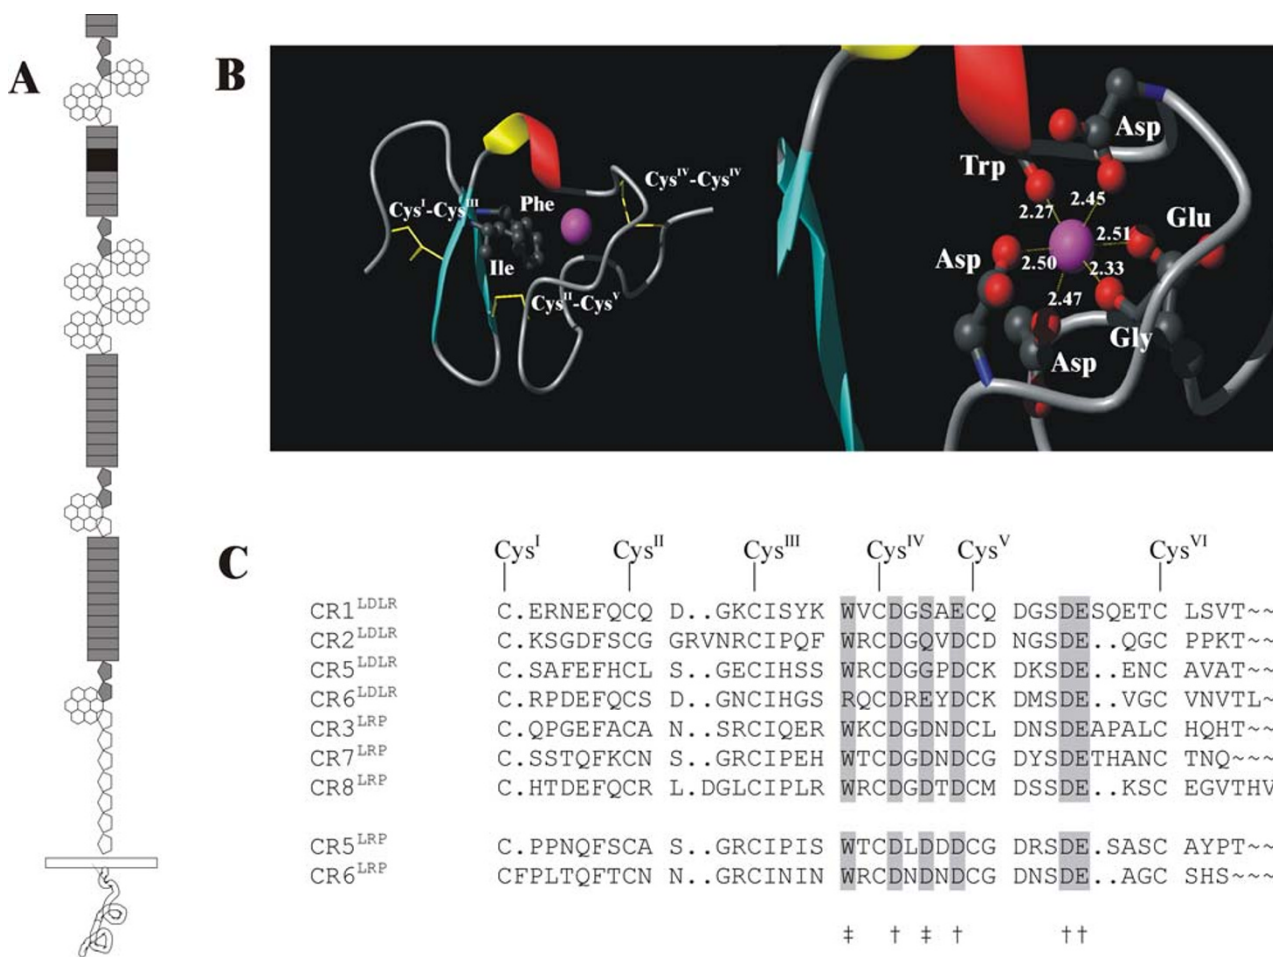 A
B
Cys^I-Cys^III
Phe
Ile
Cys^IV-Cys^IV
Cys^II-Cys^V
Trp
Asp
2.27
2.45
Glu
2.51
Asp
2.50
2.33
2.47
Gly
Asp
C
Cys^I Cys^II Cys^III Cys^IV Cys^V Cys^VI
CR1^LDLR C.ERNEFQCQ D..GKCISYK WVCDGSAECQ DGSDESQETC LSVT~~
CR2^LDLR C.KSGDFSCG GRVNRCIPQF WRCDGQVDCD NGSDE..QGC PPKT~~
CR5^LDLR C.SAFEFHCL S..GECIHSS WRCDGGPDCK DKSDE..ENC AVAT~~
CR6^LDLR C.RPDEFQCS D..GNCIHGS RQCDREYDCK DMSDE..VGC VNVTL~
CR3^LRP C.QPGEFACA N..SRCIQER WKCDGDNDCL DNSDEAPALC HQHT~~
CR7^LRP C.SSTQFKCN S..GRCIPEH WTCDGDNDCG DYSDETHANC TNQ~~~
CR8^LRP C.HTDEFQCR L.DGLCIPLR WRCDGDTDCM DSSDE..KSC EGVTHV
CR5^LRP C.PPNQFSCA S..GRCIPIS WTCDLDDDCG DRSDE.SASC AYPT~~
CR6^LRP CFPLTQFTCN N..GRCININ WRCDNDNDCG DNSDE..AGC SHS~~~
‡ † ‡ † ††